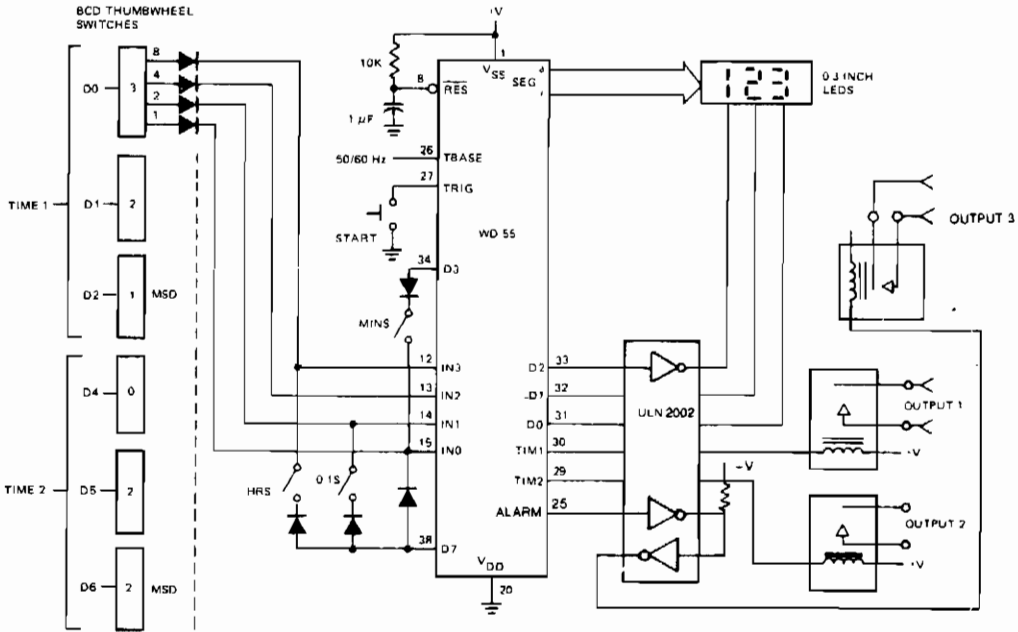 BCD THUMBWHEEL
SWITCHES
TIME 1
D0
3
8
4
2
1
D1
2
D2
1
MSD
TIME 2
D4
0
D5
2
D6
2
MSD
+V
10K
8
RES
1 µF
1
VSS
SEG
50/60 Hz
26
TBASE
27
TRIG
START
WD 55
34
D3
MINS
12
IN3
13
IN2
14
IN1
15
IN0
HRS
0.1S
38
D7
VDD
20
D2
33
D1
32
D0
31
TIM1
30
TIM2
29
ALARM
25
ULN 2002
123
0.3 INCH
LEDS
OUTPUT 3
OUTPUT 1
+V
OUTPUT 2
+V